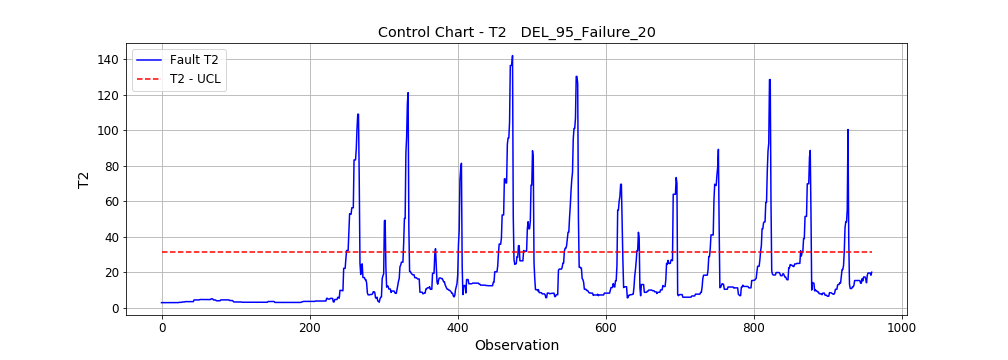 Control Chart - T2   DEL_95_Failure_20
Fault T2
T2 - UCL
T2
140
120
100
80
60
40
20
0
0 200 400 600 800 1000
Observation